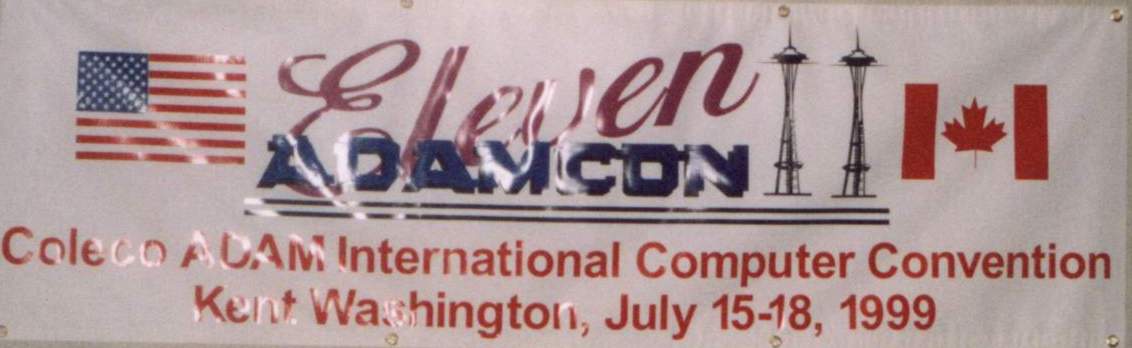 Eleven
ADAMCON
Coleco ADAM International Computer Convention
Kent Washington, July 15-18, 1999